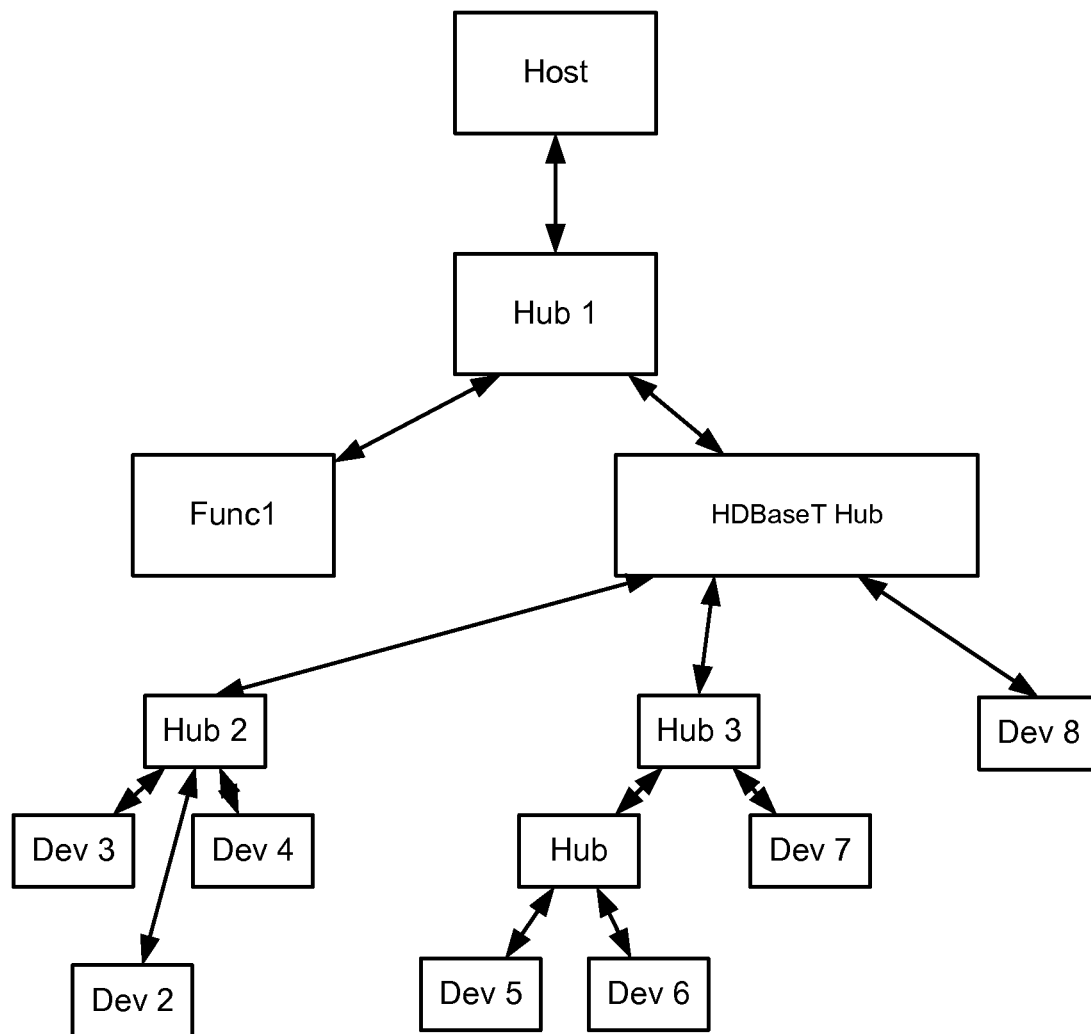 Host
Hub 1
Func1
HDBaseT Hub
Hub 2
Hub 3
Dev 8
Dev 3
Dev 4
Hub
Dev 7
Dev 2
Dev 5
Dev 6